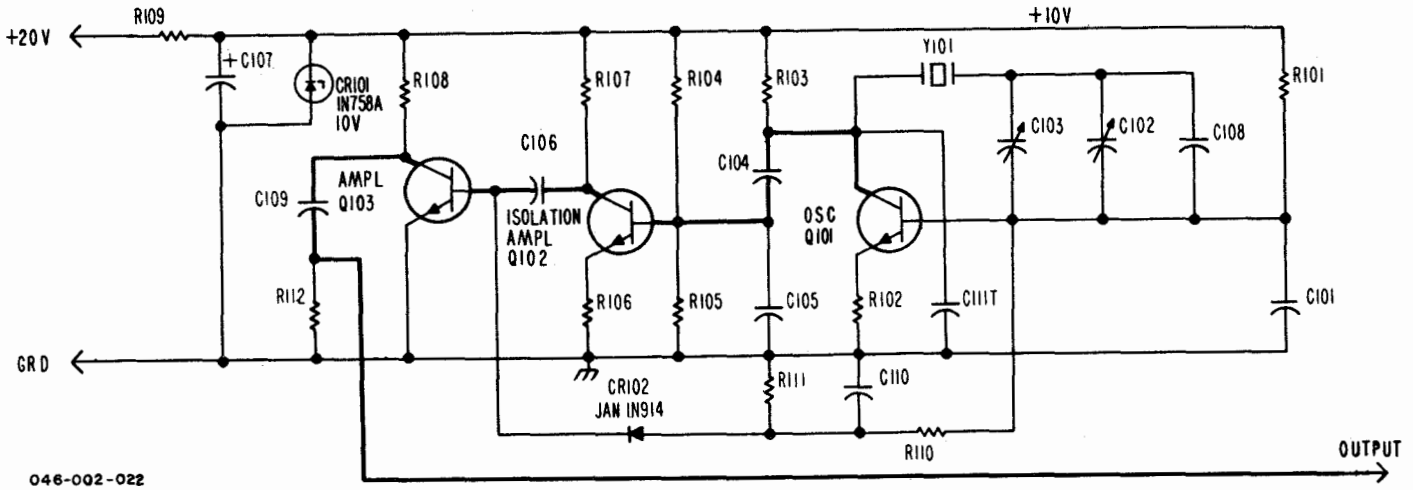 R109
+20V
+10V
+ C107
CR101
IN758A
10V
R108
R107
R104
R103
Y101
R101
C103
C102
C108
C106
C104
C109
AMPL
Q103
ISOLATION
AMPL
Q102
OSC
Q101
R112
R106
R105
C105
R102
C111T
C101
GRD
CR102
JAN IN914
R111
C110
R110
OUTPUT
046-002-022